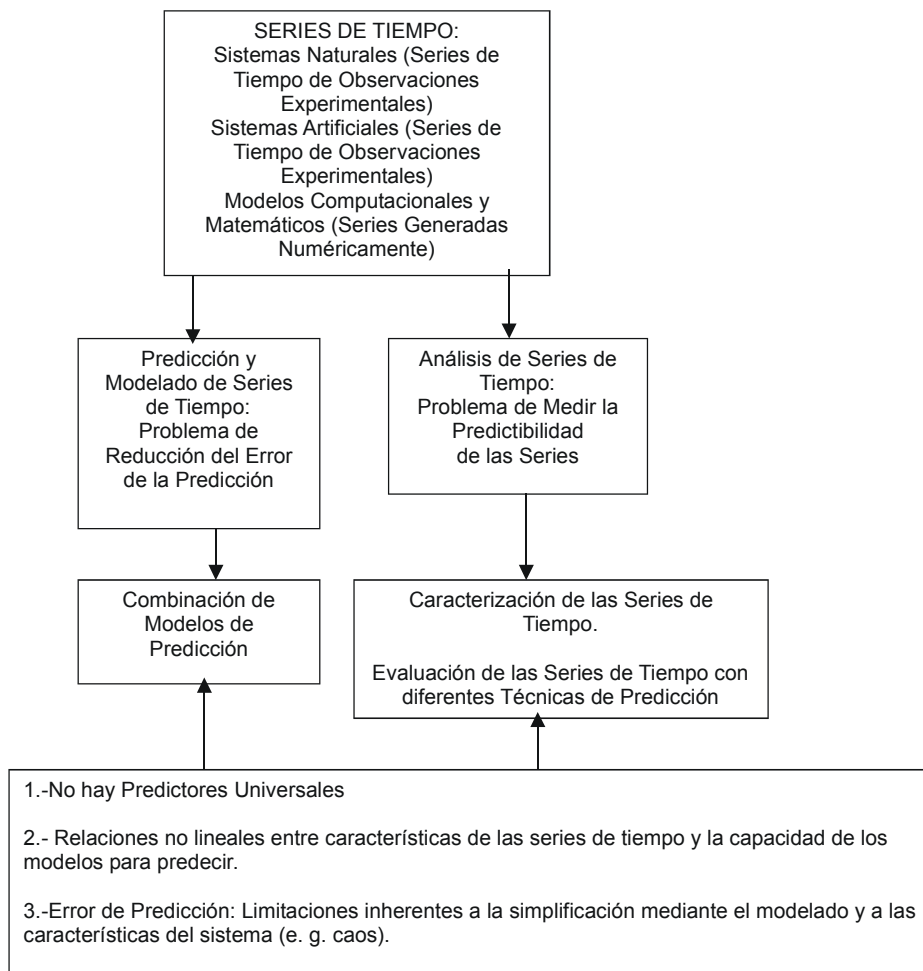 SERIES DE TIEMPO:
Sistemas Naturales (Series de
Tiempo de Observaciones
Experimentales)
Sistemas Artificiales (Series de
Tiempo de Observaciones
Experimentales)
Modelos Computacionales y
Matemáticos (Series Generadas
Numéricamente)
Predicción y
Modelado de Series
de Tiempo:
Problema de
Reducción del Error
de la Predicción
Análisis de Series de
Tiempo:
Problema de Medir la
Predictibilidad
de las Series
Combinación de
Modelos de
Predicción
Caracterización de las Series de
Tiempo.
Evaluación de las Series de Tiempo con
diferentes Técnicas de Predicción
1.-No hay Predictores Universales
2.- Relaciones no lineales entre características de las series de tiempo y la capacidad de los
modelos para predecir.
3.-Error de Predicción: Limitaciones inherentes a la simplificación mediante el modelado y a las
características del sistema (e. g. caos).